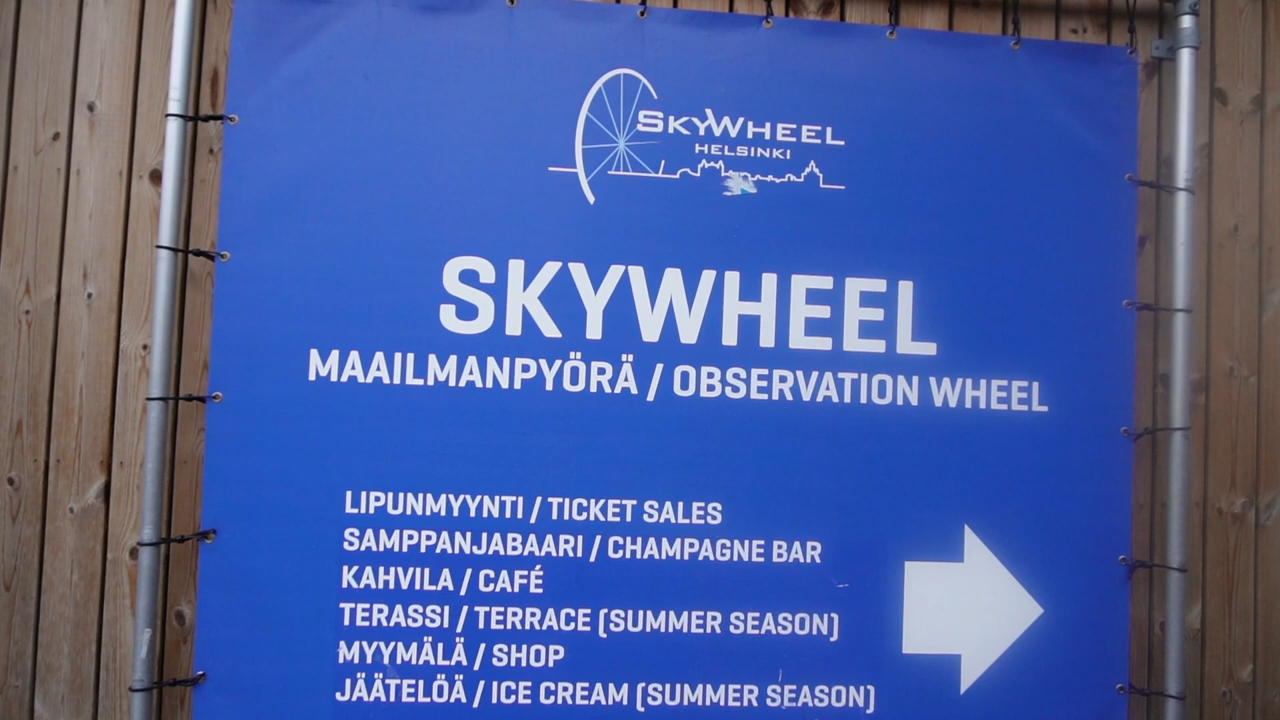 SKYWHEEL
HELSINKI
SKYWHEEL
MAAILMANPYÖRÄ / OBSERVATION WHEEL
LIPUNMYYNTI / TICKET SALES
SAMPPANJABAARI / CHAMPAGNE BAR
KAHVILA / CAFÉ
TERASSI / TERRACE (SUMMER SEASON)
MYYMÄLÄ / SHOP
JÄÄTELÖÄ / ICE CREAM (SUMMER SEASON)